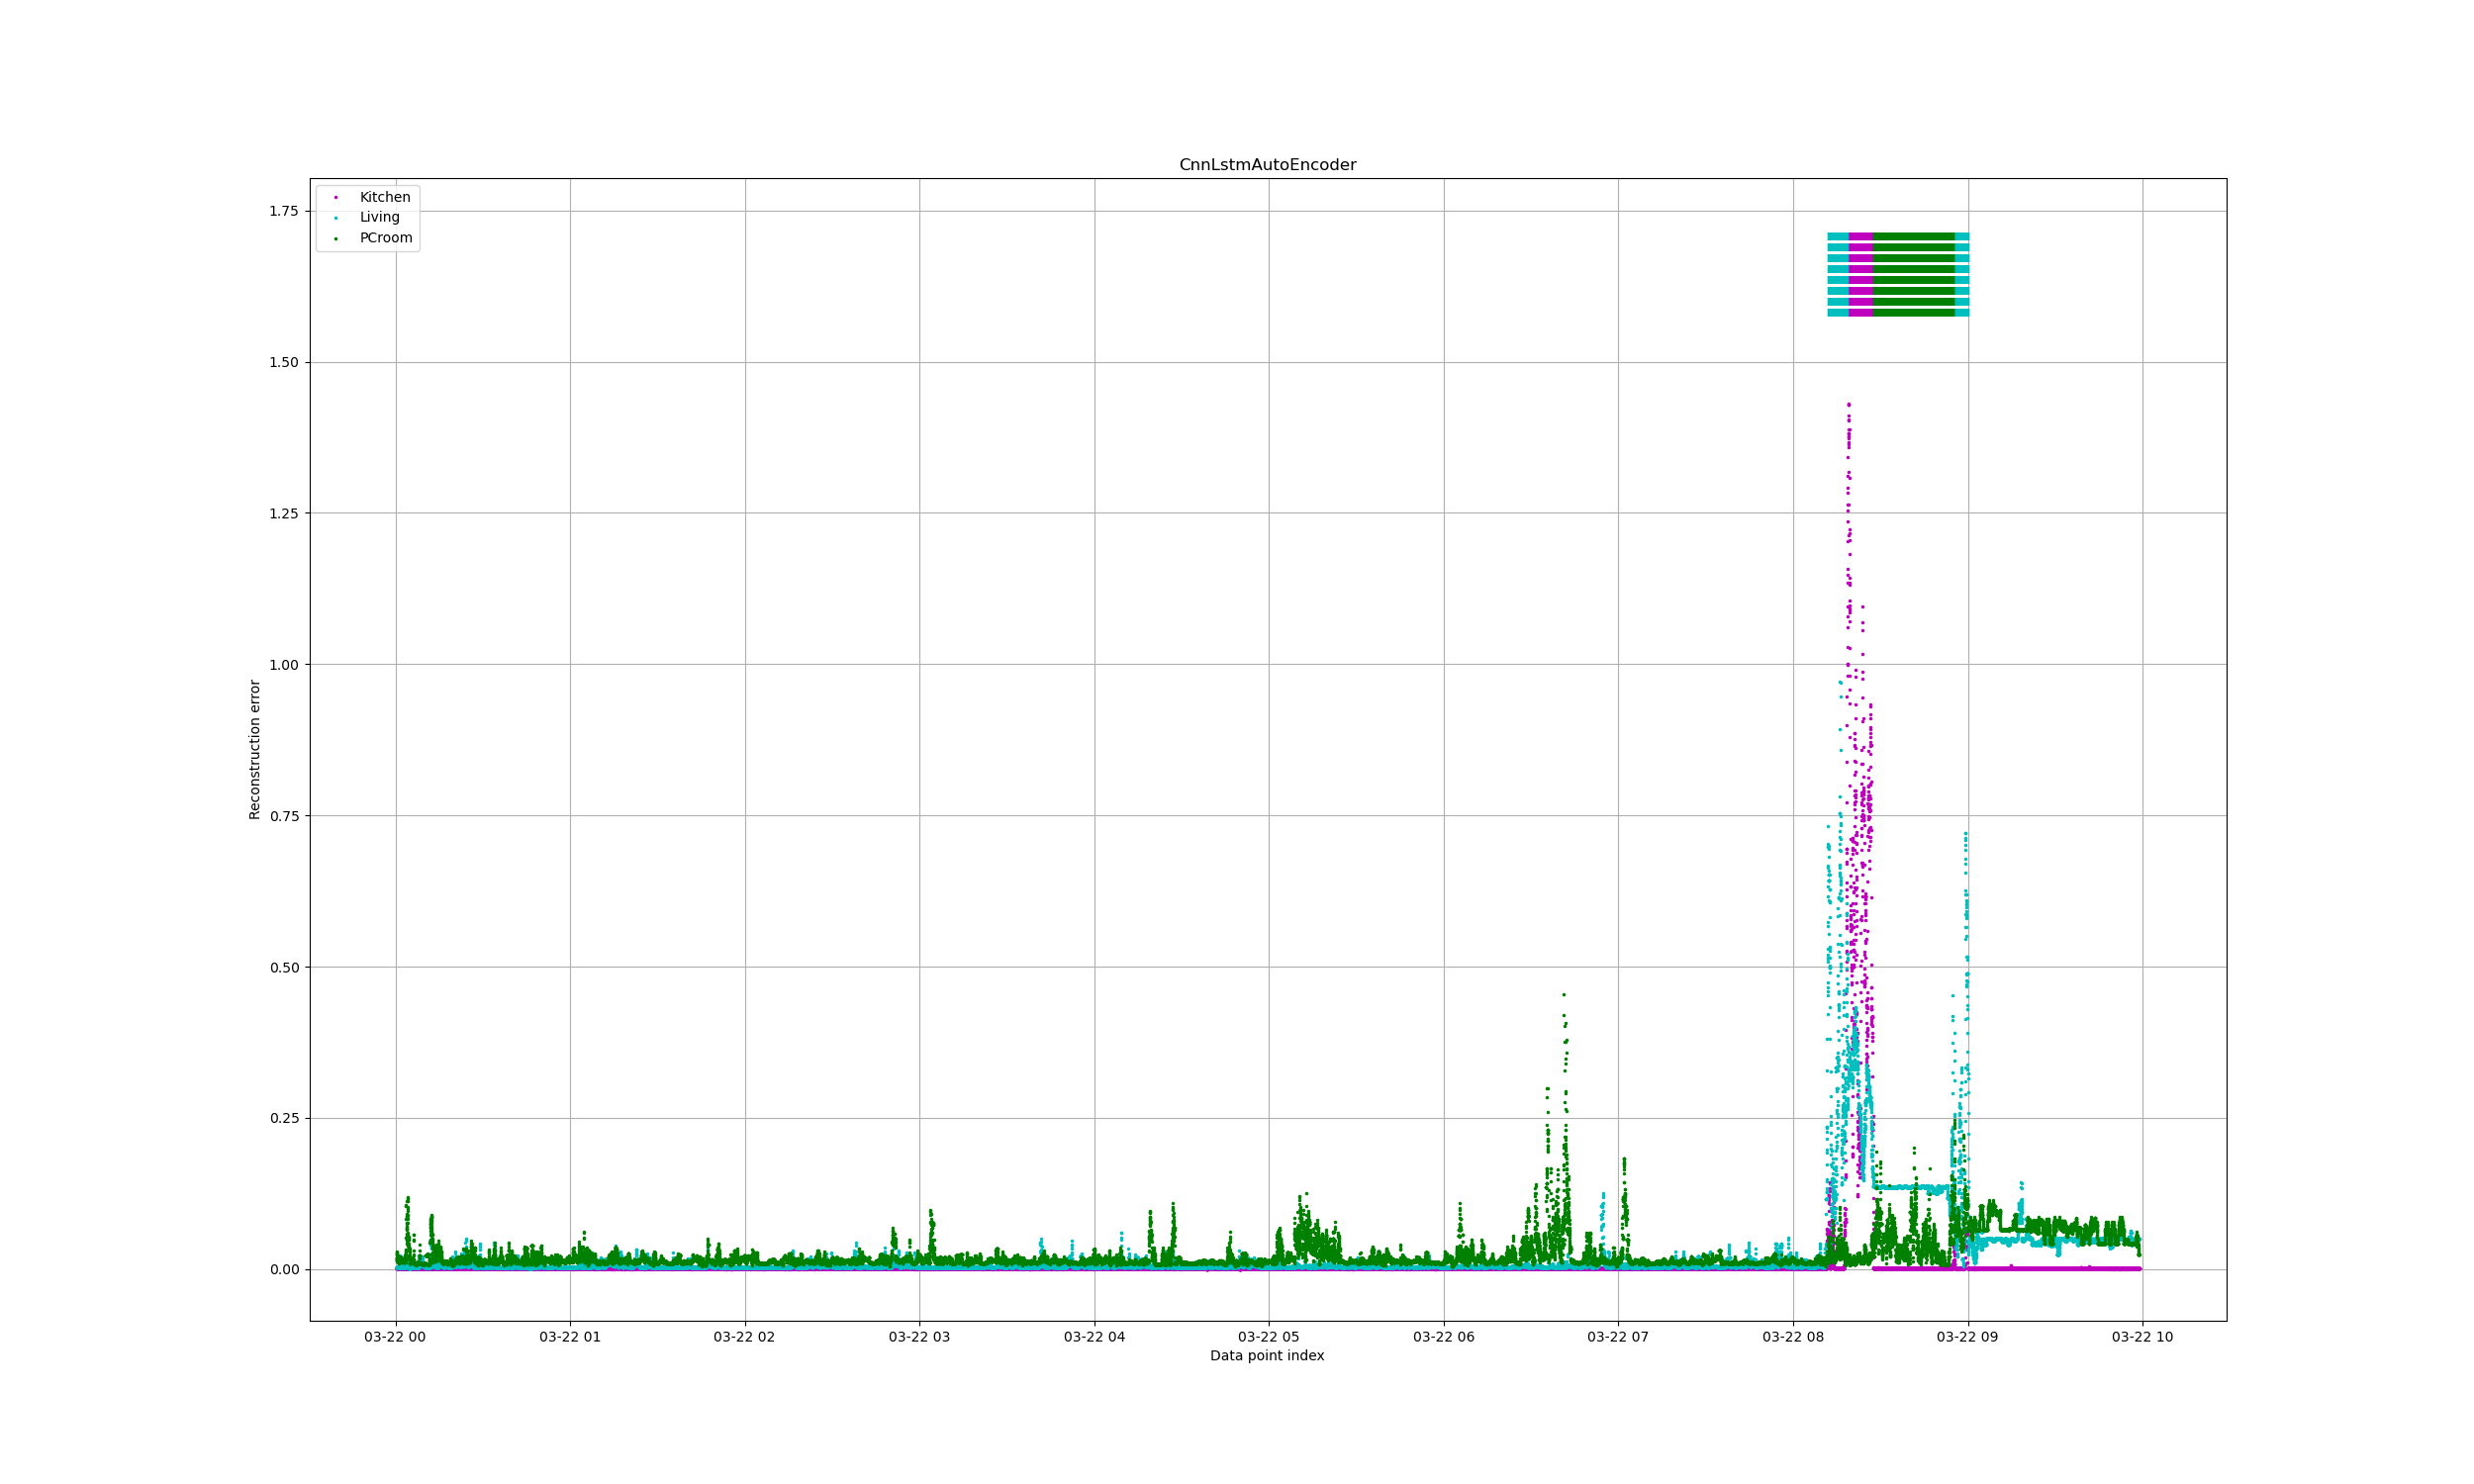 CnnLstmAutoEncoder
Kitchen
Living
PCroom
1.75
1.50
1.25
1.00
0.75
0.50
0.25
0.00
Reconstruction error
03-22 00 03-22 01 03-22 02 03-22 03 03-22 04 03-22 05 03-22 06 03-22 07 03-22 08 03-22 09 03-22 10
Data point index